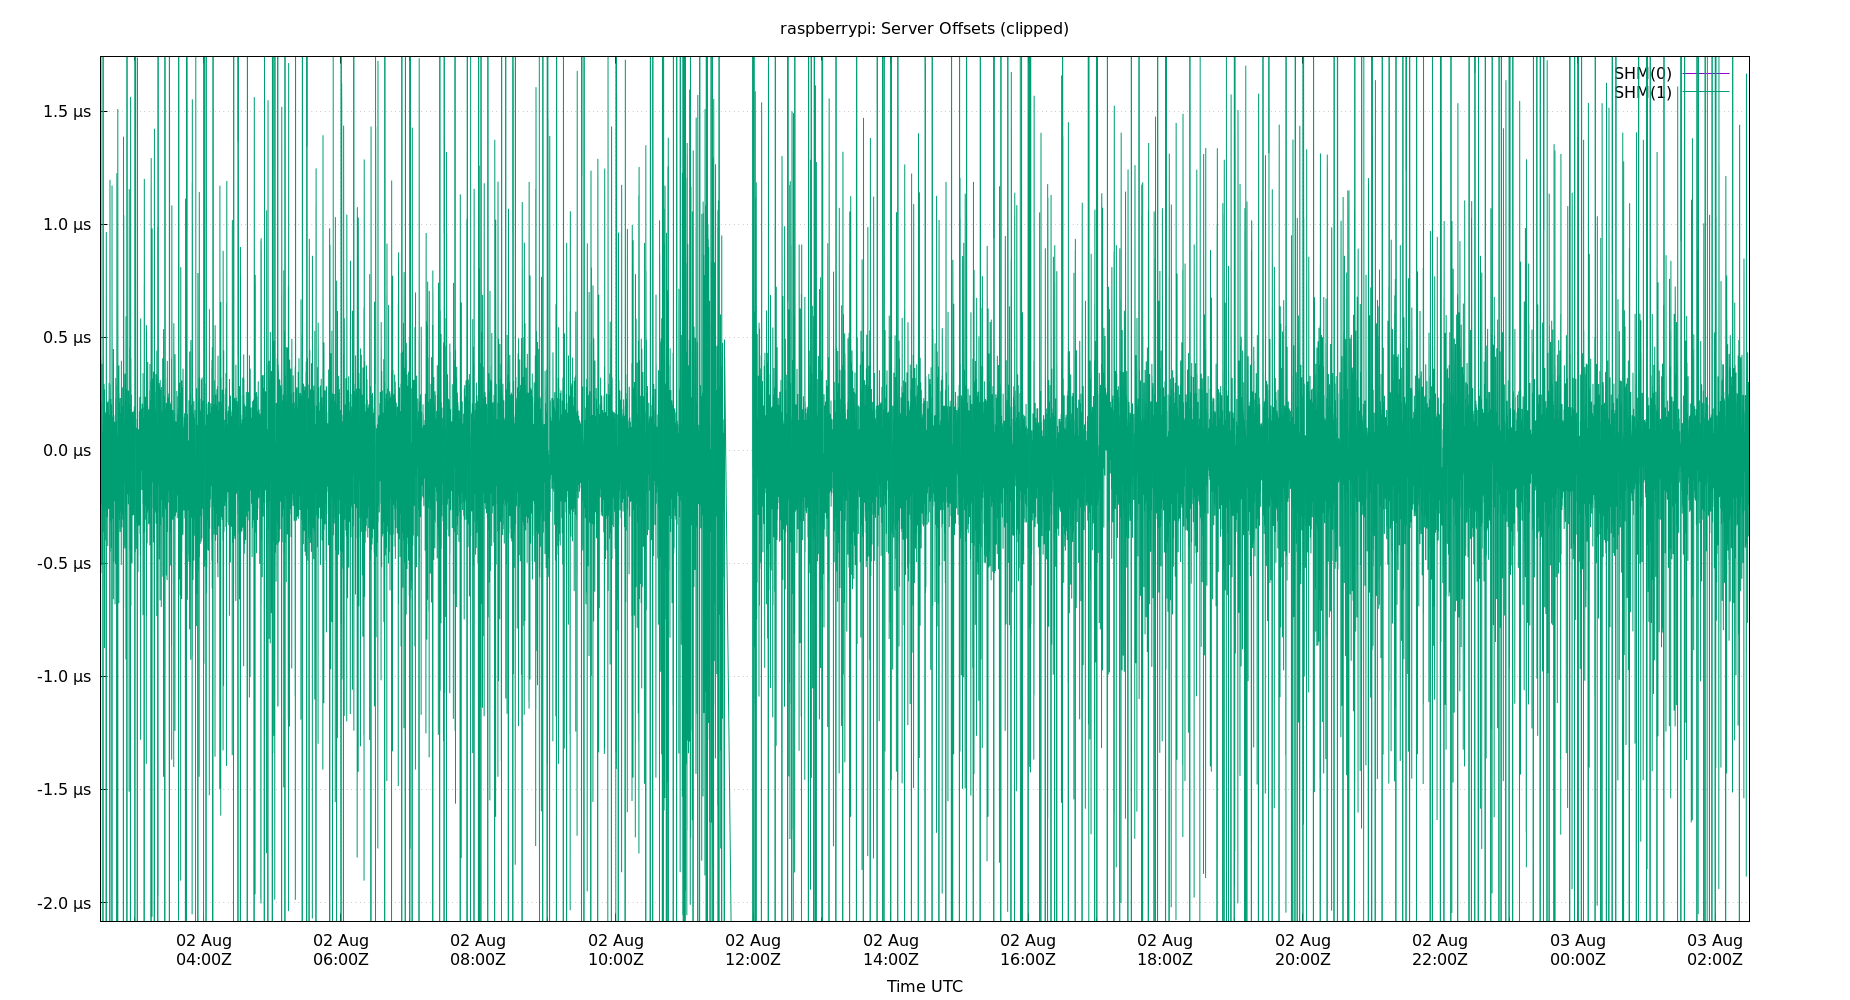 raspberrypi: Server Offsets (clipped)
SHM(0)
SHM(1)
1.5 µs
1.0 µs
0.5 µs
0.0 µs
-0.5 µs
-1.0 µs
-1.5 µs
-2.0 µs
02 Aug 02 Aug 02 Aug 02 Aug 02 Aug 02 Aug 02 Aug 02 Aug 02 Aug 02 Aug 03 Aug 03 Aug
04:00Z 06:00Z 08:00Z 10:00Z 12:00Z 14:00Z 16:00Z 18:00Z 20:00Z 22:00Z 00:00Z 02:00Z
Time UTC